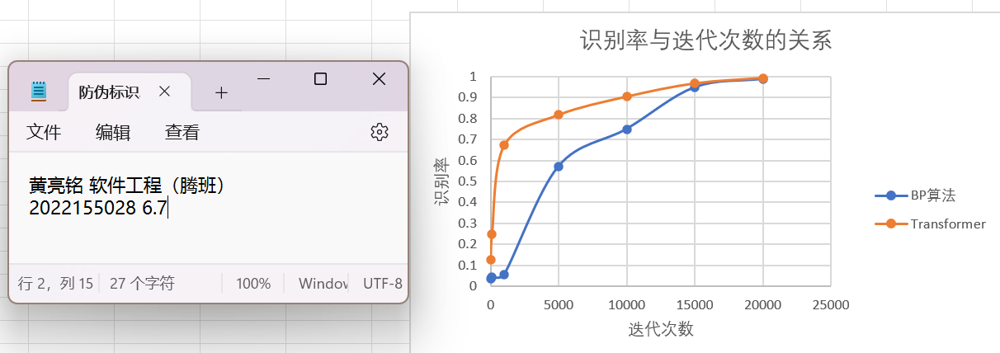 防伪标识
文件 编辑 查看
黄亮铭 软件工程（腾班）
2022155028 6.7
行 2，列 15 27 个字符 100% Window UTF-8
识别率与迭代次数的关系
1
0.9
0.8
0.7
0.6
0.5
0.4
0.3
0.2
0.1
0
识别率
0 5000 10000 15000 20000 25000
迭代次数
BP算法
Transformer